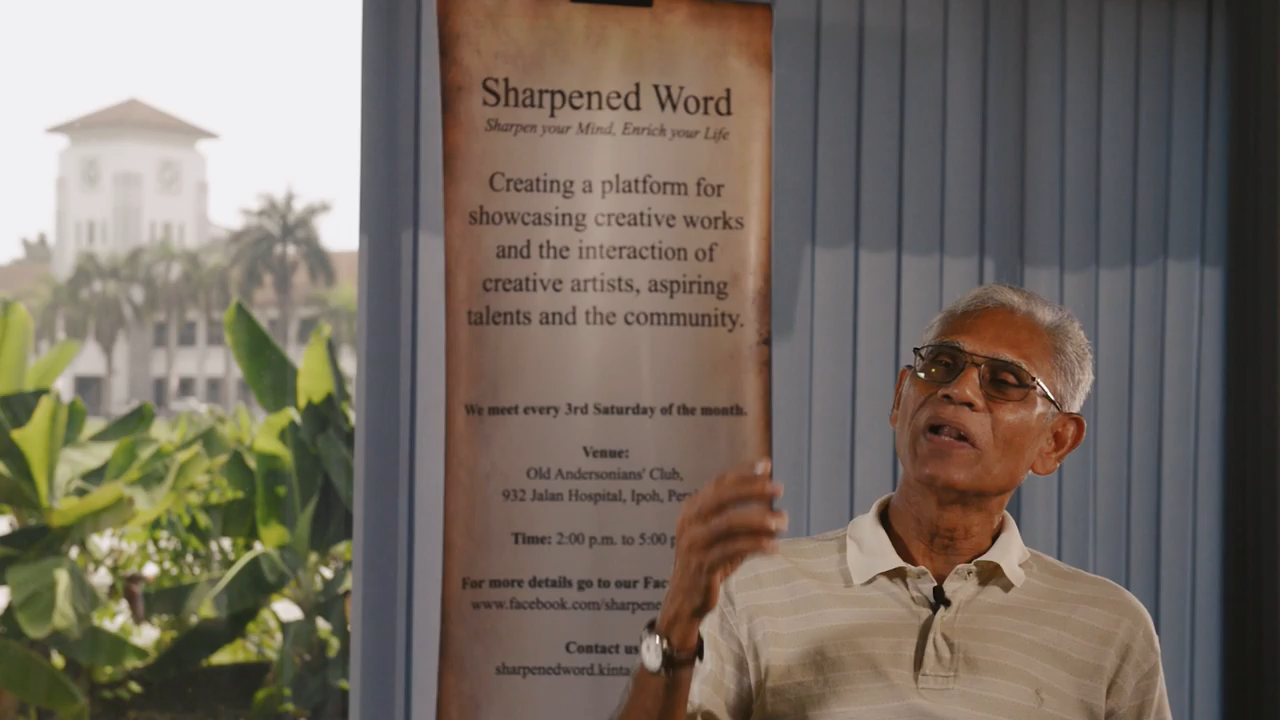 Sharpened Word
Sharpen your Mind, Enrich your Life
Creating a platform for
showcasing creative works
and the interaction of
creative artists, aspiring
talents and the community.
We meet every 3rd Saturday of the month.
Venue:
Old Andersonians' Club,
932 Jalan Hospital, Ipoh,
Time: 2:00 p.m. to 5:00
For more details go to our
www.facebook.com/sharpene
Contact us
sharpenedword.kinta